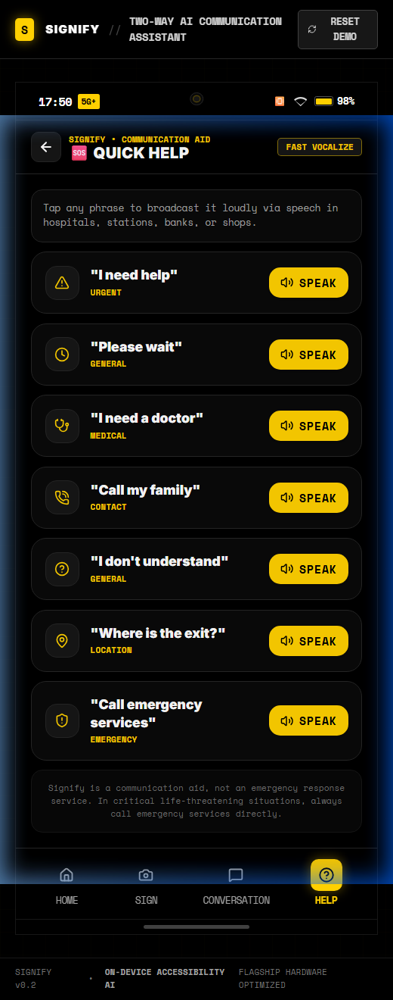 S SIGNIFY // TWO-WAY AI COMMUNICATION
ASSISTANT
RESET
DEMO
17:50 5G+ 98%
SIGNIFY • COMMUNICATION AID
🆘 QUICK HELP
FAST VOCALIZE
Tap any phrase to broadcast it loudly via speech in
hospitals, stations, banks, or shops.
"I need help"
URGENT
SPEAK
"Please wait"
GENERAL
SPEAK
"I need a doctor"
MEDICAL
SPEAK
"Call my family"
CONTACT
SPEAK
"I don't understand"
GENERAL
SPEAK
"Where is the exit?"
LOCATION
SPEAK
"Call emergency
services"
EMERGENCY
SPEAK
Signify is a communication aid, not an emergency response
service. In critical life-threatening situations, always
call emergency services directly.
HOME SIGN CONVERSATION HELP
SIGNIFY
v0.2
•
ON-DEVICE ACCESSIBILITY
AI
FLAGSHIP HARDWARE
OPTIMIZED